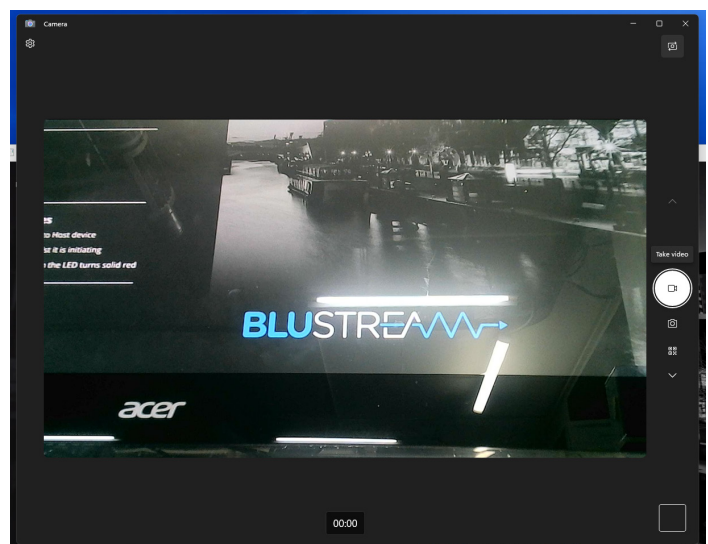 Camera
Take video
es
to Host device
st it is initiating
the LED turns solid red
BLUSTREAM
acer
00:00